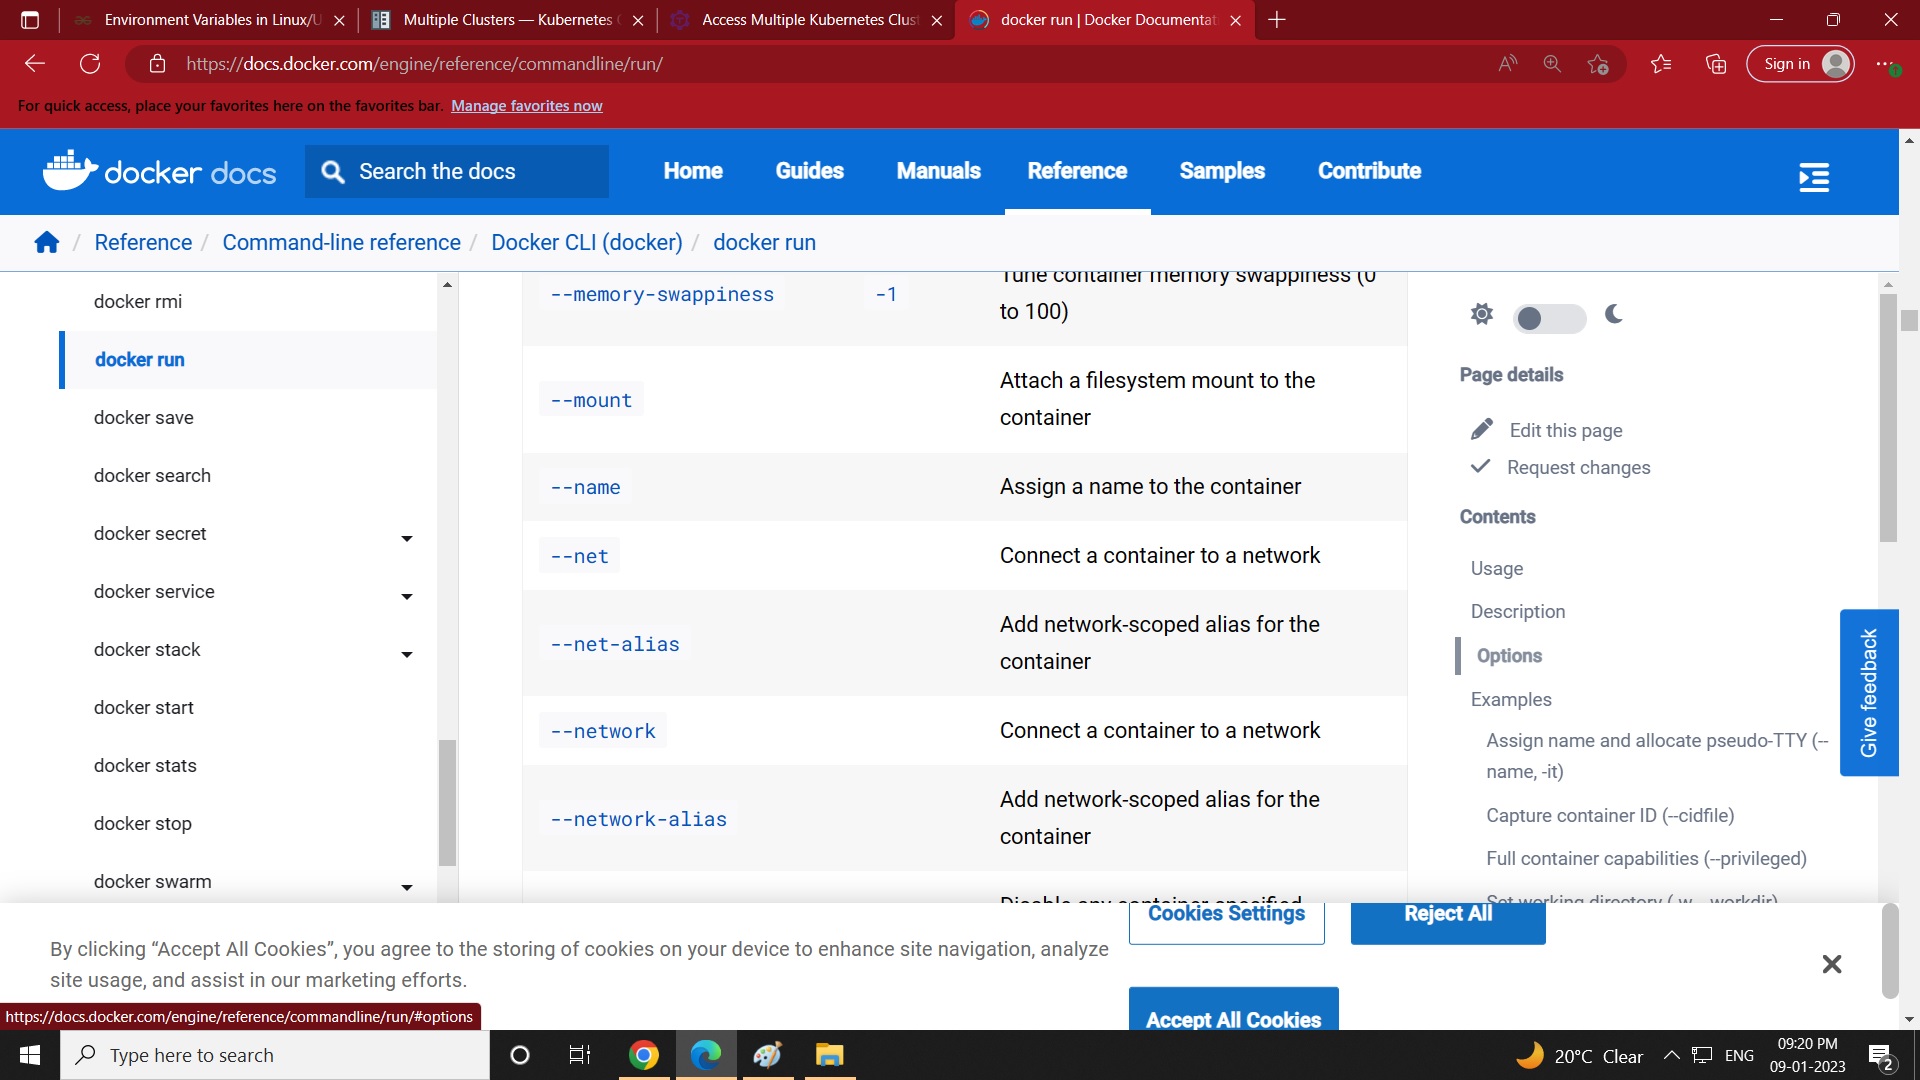 Environment Variables in Linux/U
Multiple Clusters — Kubernetes
Access Multiple Kubernetes Clust
docker run | Docker Documentat
https://docs.docker.com/engine/reference/commandline/run/
Sign in
For quick access, place your favorites here on the favorites bar. Manage favorites now
docker docs
Search the docs
Home
Guides
Manuals
Reference
Samples
Contribute
Reference / Command-line reference / Docker CLI (docker) / docker run
docker rmi
docker run
docker save
docker search
docker secret
docker service
docker stack
docker start
docker stats
docker stop
docker swarm
--memory-swappiness
-1
Tune container memory swappiness (0
to 100)
--mount
Attach a filesystem mount to the
container
--name
Assign a name to the container
--net
Connect a container to a network
--net-alias
Add network-scoped alias for the
container
--network
Connect a container to a network
--network-alias
Add network-scoped alias for the
container
Disable any container-specified
Page details
Edit this page
Request changes
Contents
Usage
Description
Options
Examples
Assign name and allocate pseudo-TTY (--
name, -it)
Capture container ID (--cidfile)
Full container capabilities (--privileged)
Set working directory (-w, --workdir)
Give feedback
By clicking “Accept All Cookies”, you agree to the storing of cookies on your device to enhance site navigation, analyze
site usage, and assist in our marketing efforts.
Cookies Settings
Reject All
Accept All Cookies
https://docs.docker.com/engine/reference/commandline/run/#options
Type here to search
20°C Clear
ENG
09:20 PM
09-01-2023
2